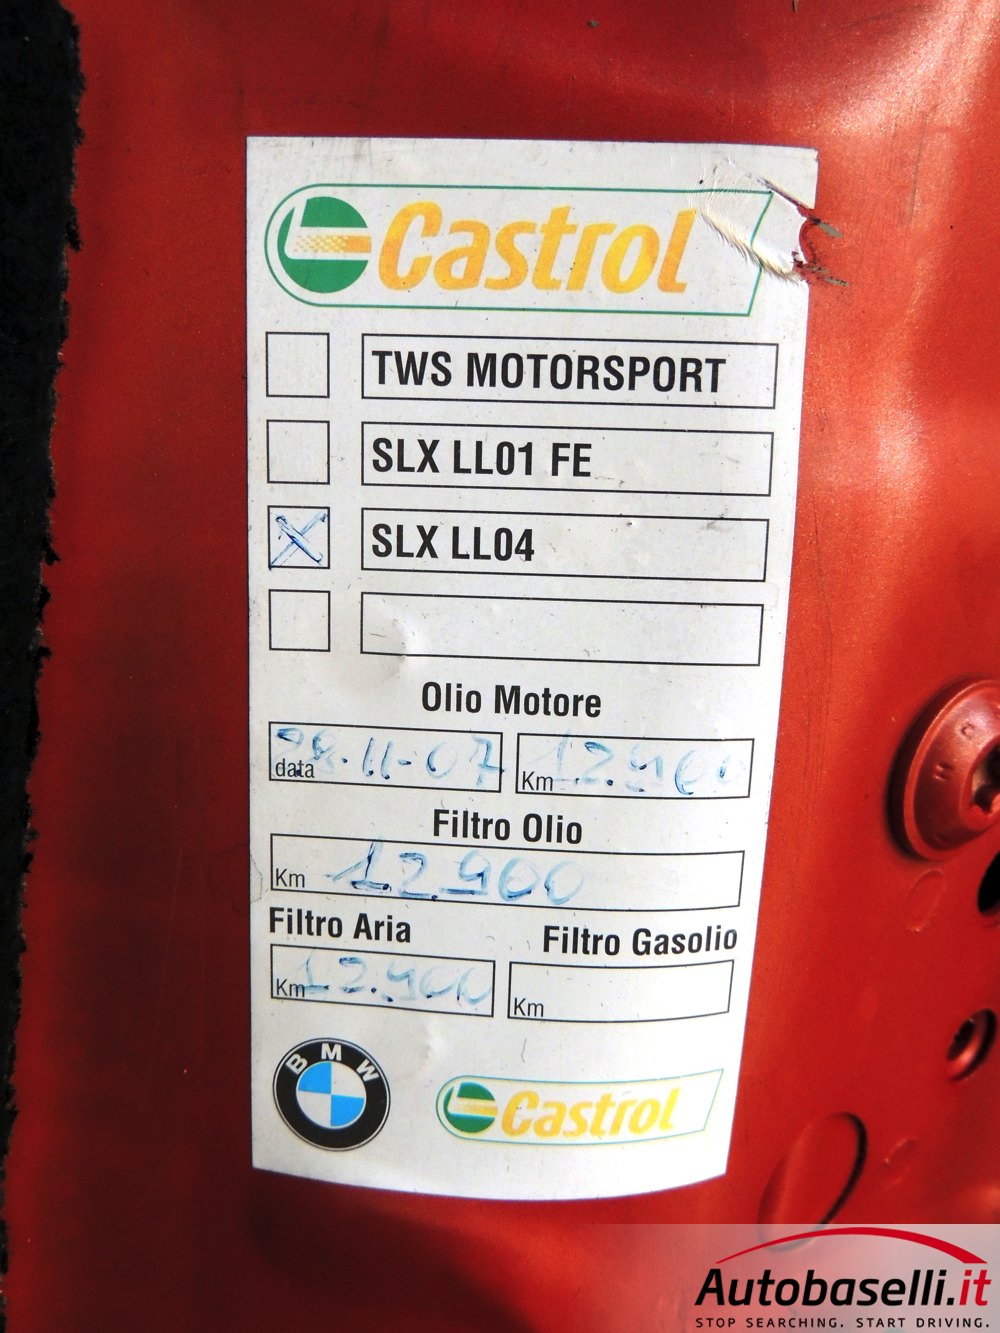 Castrol
TWS MOTORSPORT
SLX LL01 FE
X SLX LL04
Olio Motore
data 28.11-07 Km 12.900
Filtro Olio
Km 12.900
Filtro Aria Filtro Gasolio
Km 12.900 Km
BMW Castrol
Autobaselli.it
STOP SEARCHING. START DRIVING.